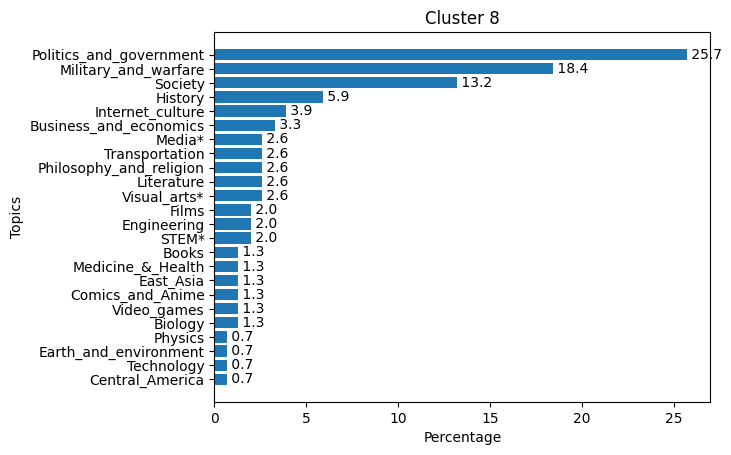 Cluster 8
Topics
Politics_and_government 25.7
Military_and_warfare 18.4
Society 13.2
History 5.9
Internet_culture 3.9
Business_and_economics 3.3
Media* 2.6
Transportation 2.6
Philosophy_and_religion 2.6
Literature 2.6
Visual_arts* 2.6
Films 2.0
Engineering 2.0
STEM* 2.0
Books 1.3
Medicine_&_Health 1.3
East_Asia 1.3
Comics_and_Anime 1.3
Video_games 1.3
Biology 1.3
Physics 0.7
Earth_and_environment 0.7
Technology 0.7
Central_America 0.7
0 5 10 15 20 25
Percentage